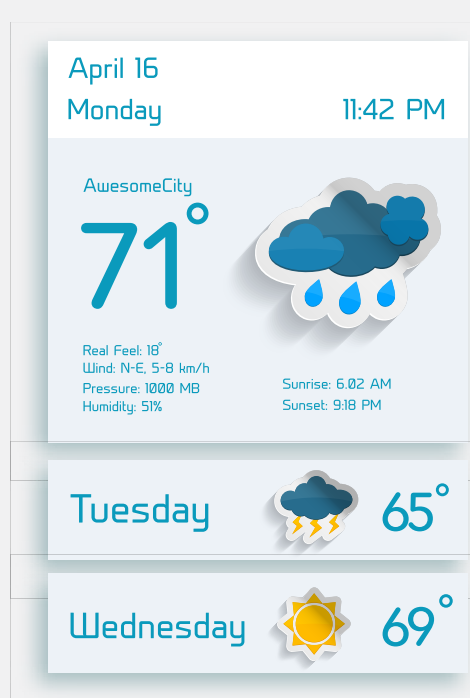 April 16
Monday
11:42 PM
AwesomeCity
71°
Real Feel: 18°
Wind: N-E, 5-8 km/h
Pressure: 1000 MB
Humidity: 51%
Sunrise: 6.02 AM
Sunset: 9:18 PM
Tuesday
65°
Wednesday
69°